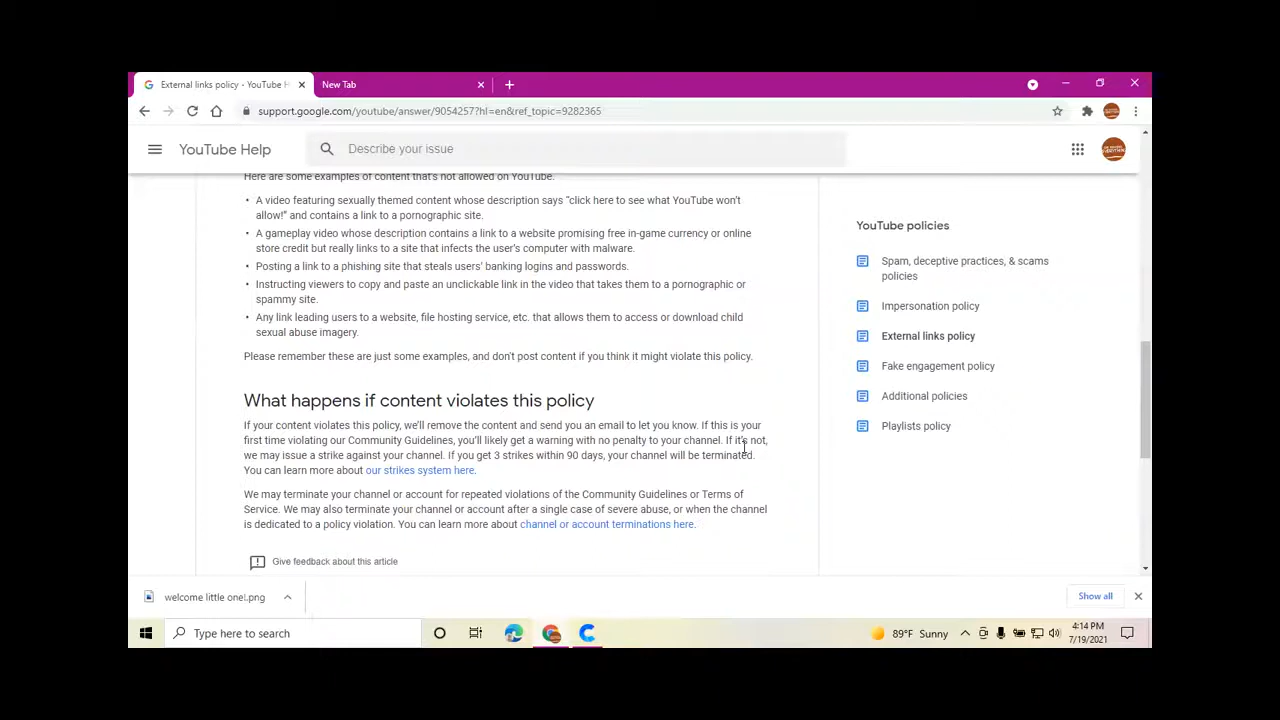 External links policy - YouTube H
New Tab
support.google.com/youtube/answer/9054257?hl=en&ref_topic=9282365
YouTube Help
Describe your issue
Here are some examples of content that's not allowed on YouTube.
A video featuring sexually themed content whose description says “click here to see what YouTube won’t
allow!” and contains a link to a pornographic site.
A gameplay video whose description contains a link to a website promising free in-game currency or online
store credit but really links to a site that infects the user’s computer with malware.
Posting a link to a phishing site that steals users’ banking logins and passwords.
Instructing viewers to copy and paste an unclickable link in the video that takes them to a pornographic or
spammy site.
Any link leading users to a website, file hosting service, etc. that allows them to access or download child
sexual abuse imagery.
Please remember these are just some examples, and don't post content if you think it might violate this policy.
What happens if content violates this policy
If your content violates this policy, we’ll remove the content and send you an email to let you know. If this is your
first time violating our Community Guidelines, you’ll likely get a warning with no penalty to your channel. If it’s not,
we may issue a strike against your channel. If you get 3 strikes within 90 days, your channel will be terminated.
You can learn more about our strikes system here.
We may terminate your channel or account for repeated violations of the Community Guidelines or Terms of
Service. We may also terminate your channel or account after a single case of severe abuse, or when the channel
is dedicated to a policy violation. You can learn more about channel or account terminations here.
Give feedback about this article
YouTube policies
Spam, deceptive practices, & scams
policies
Impersonation policy
External links policy
Fake engagement policy
Additional policies
Playlists policy
welcome little one!.png
Show all
Type here to search
89°F Sunny
4:14 PM
7/19/2021